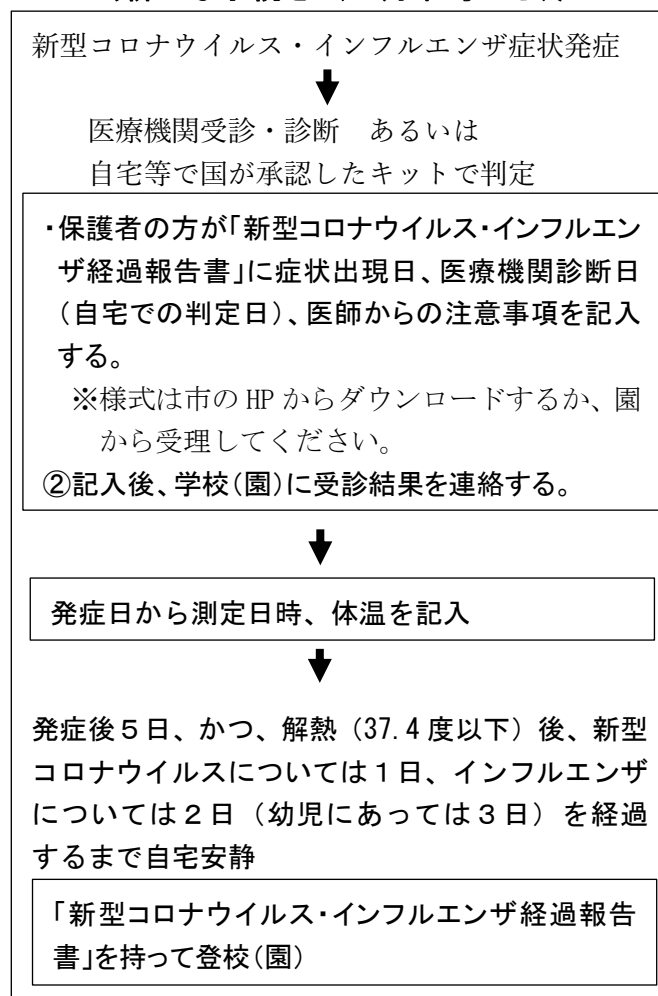 新型コロナウイルス・インフルエンザ症状発症
医療機関受診・診断　あるいは
自宅等で国が承認したキットで判定
・保護者の方が「新型コロナウイルス・インフルエン
ザ経過報告書」に症状出現日、医療機関診断日
（自宅での判定日）、医師からの注意事項を記入
する。
※様式は市の HP からダウンロードするか、園
から受理してください。
②記入後、学校（園）に受診結果を連絡する。
発症日から測定日時、体温を記入
発症後５日、かつ、解熱（37.4 度以下）後、新型
コロナウイルスについては１日、インフルエンザ
については２日（幼児にあっては３日）を経過
するまで自宅安静
「新型コロナウイルス・インフルエンザ経過報告
書」を持って登校（園）